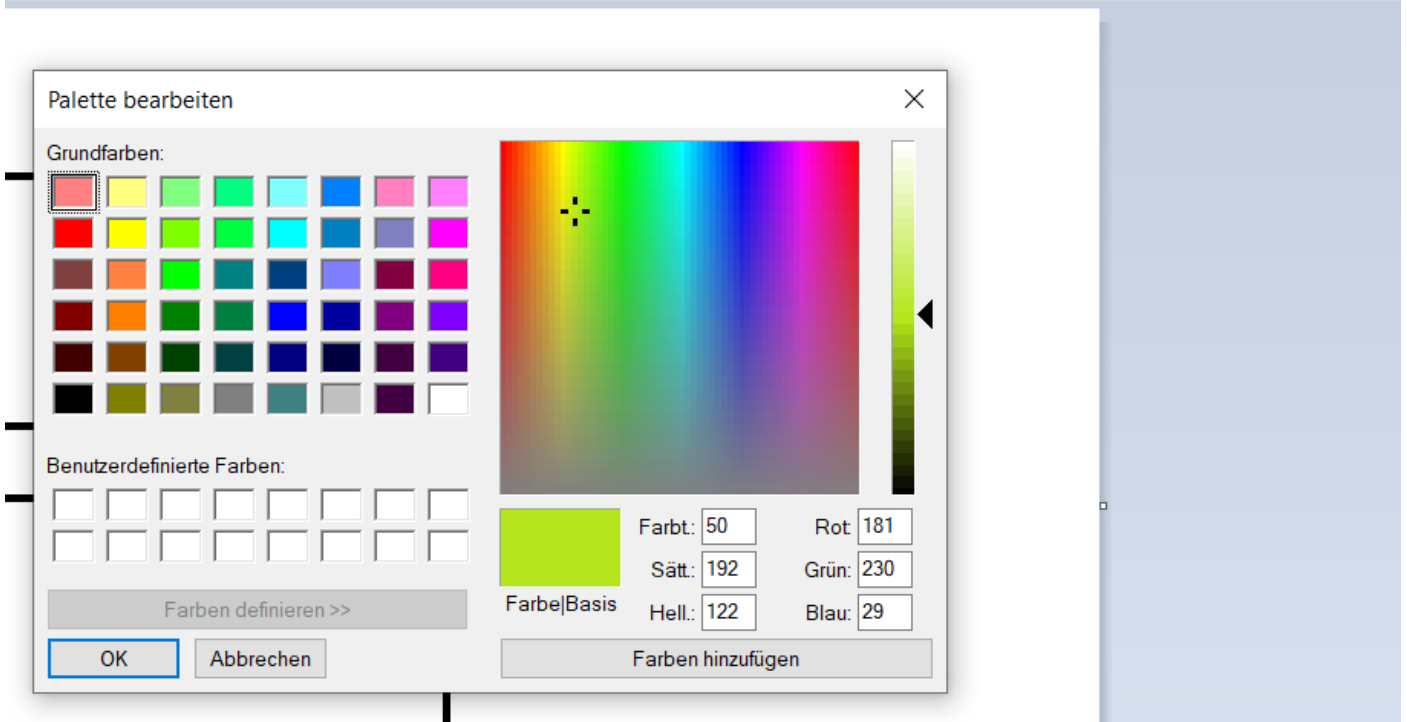 Palette bearbeiten
Grundfarben:
Benutzerdefinierte Farben:
Farben definieren >>
OK
Abbrechen
Farbe|Basis
Farbt.: 50
Sätt.: 192
Hell.: 122
Rot: 181
Grün: 230
Blau: 29
Farben hinzufügen